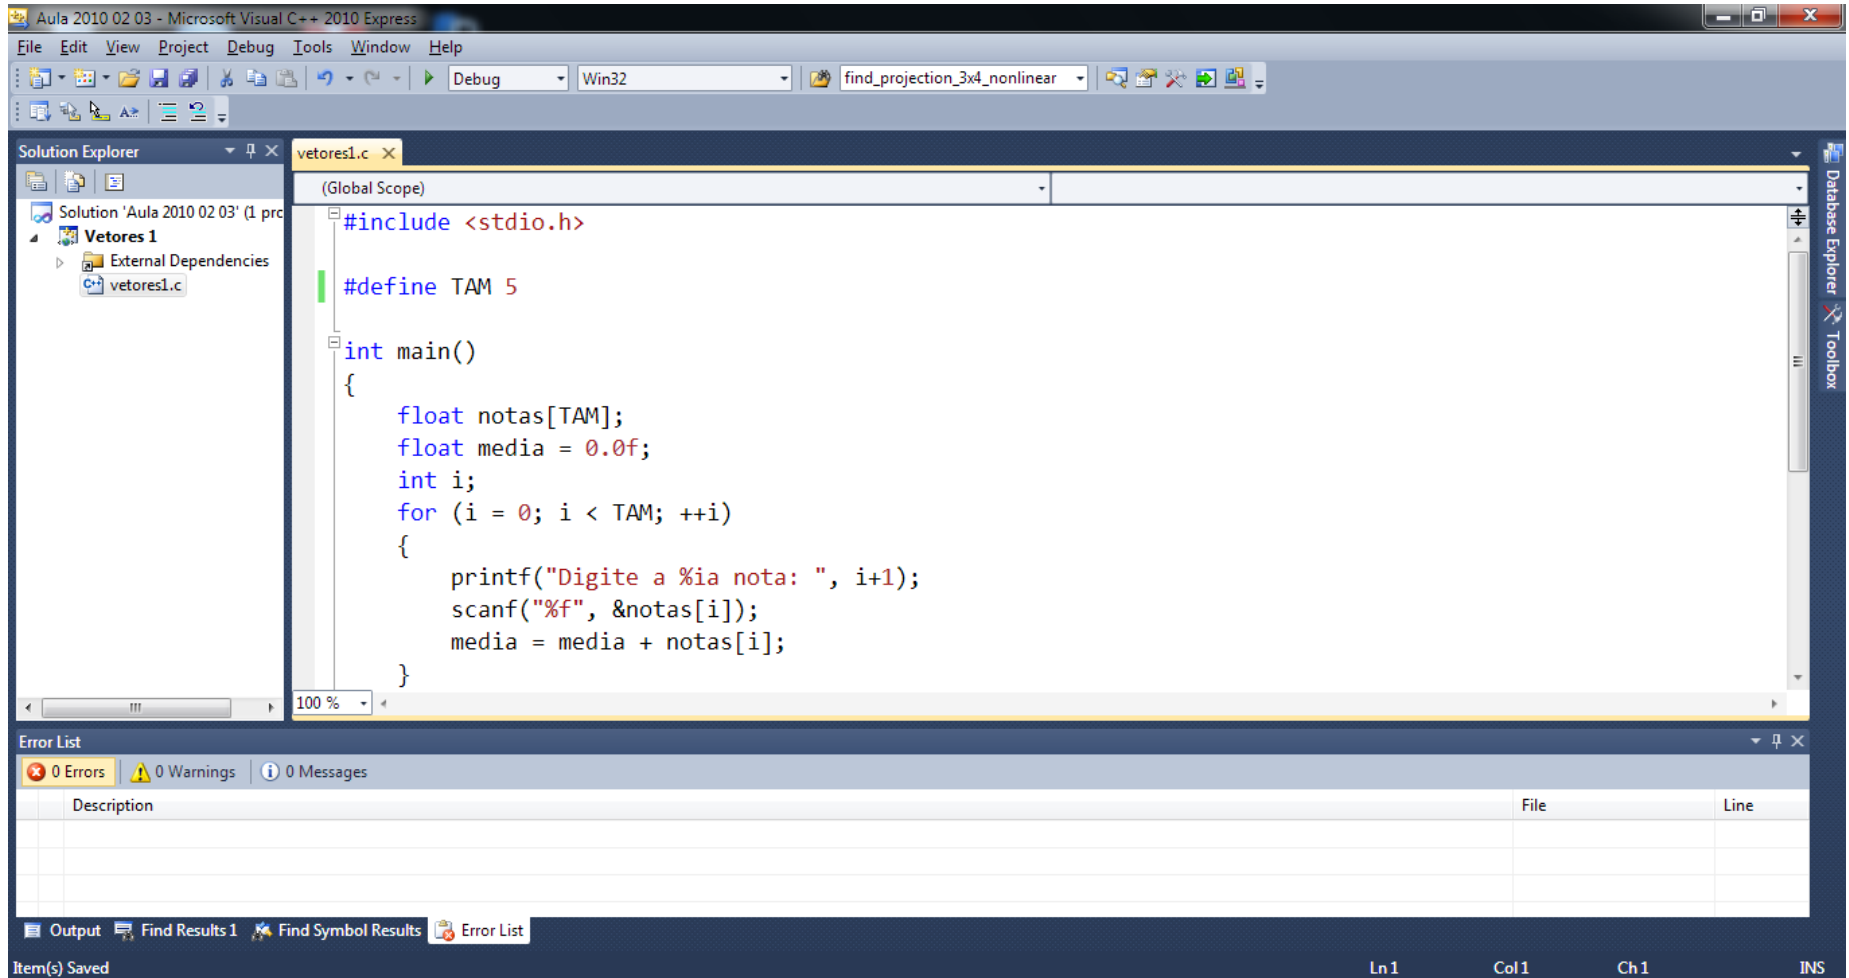 Aula 2010 02 03 - Microsoft Visual C++ 2010 Express
File Edit View Project Debug Tools Window Help
Debug Win32 find_projection_3x4_nonlinear
Solution Explorer
vetores1.c
(Global Scope)
Solution 'Aula 2010 02 03' (1 prc
Vetores 1
External Dependencies
vetores1.c
#include <stdio.h>
#define TAM 5
int main()
{
float notas[TAM];
float media = 0.0f;
int i;
for (i = 0; i < TAM; ++i)
{
printf("Digite a %ia nota: ", i+1);
scanf("%f", &notas[i]);
media = media + notas[i];
}
100 %
Database Explorer
Toolbox
Error List
0 Errors 0 Warnings 0 Messages
Description File Line
Output Find Results 1 Find Symbol Results Error List
Item(s) Saved Ln 1 Col 1 Ch 1 INS